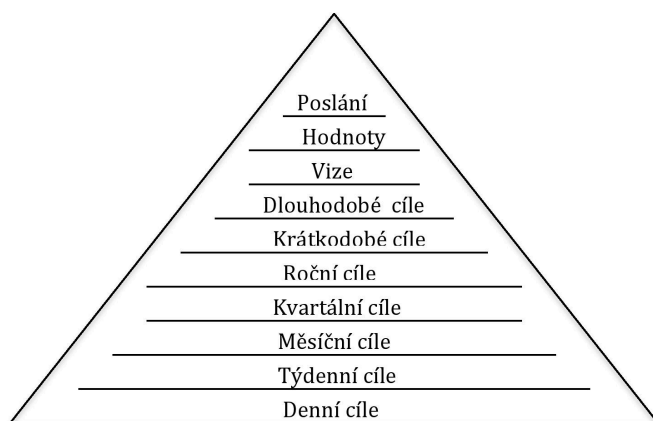 Poslání
Hodnoty
Vize
Dlouhodobé cíle
Krátkodobé cíle
Roční cíle
Kvartální cíle
Měsíční cíle
Týdenní cíle
Denní cíle